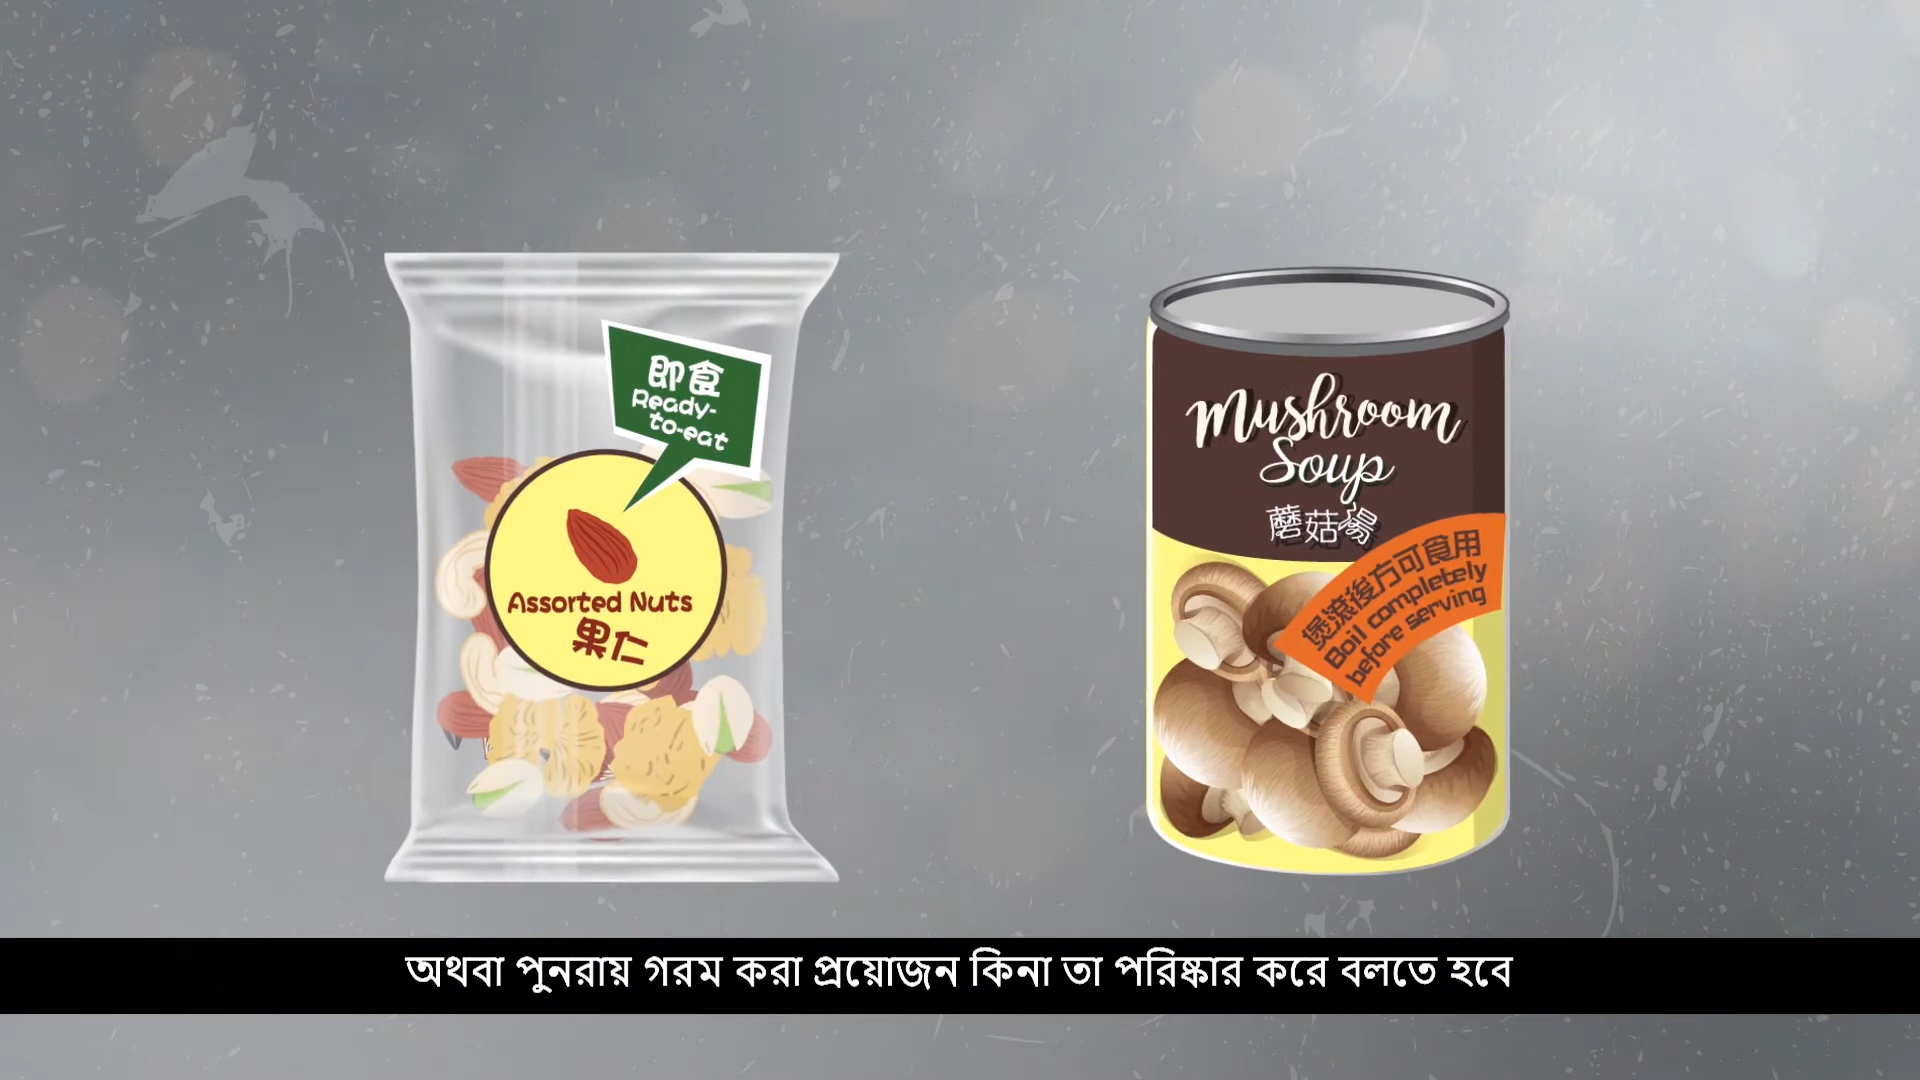 即食
Ready-
to-eat
Assorted Nuts
果仁
Mushroom
Soup
蘑菇湯
煲滾後方可食用
Boil completely
before serving
অথবা পুনরায় গরম করা প্রয়োজন কিনা তা পরিষ্কার করে বলতে হবে